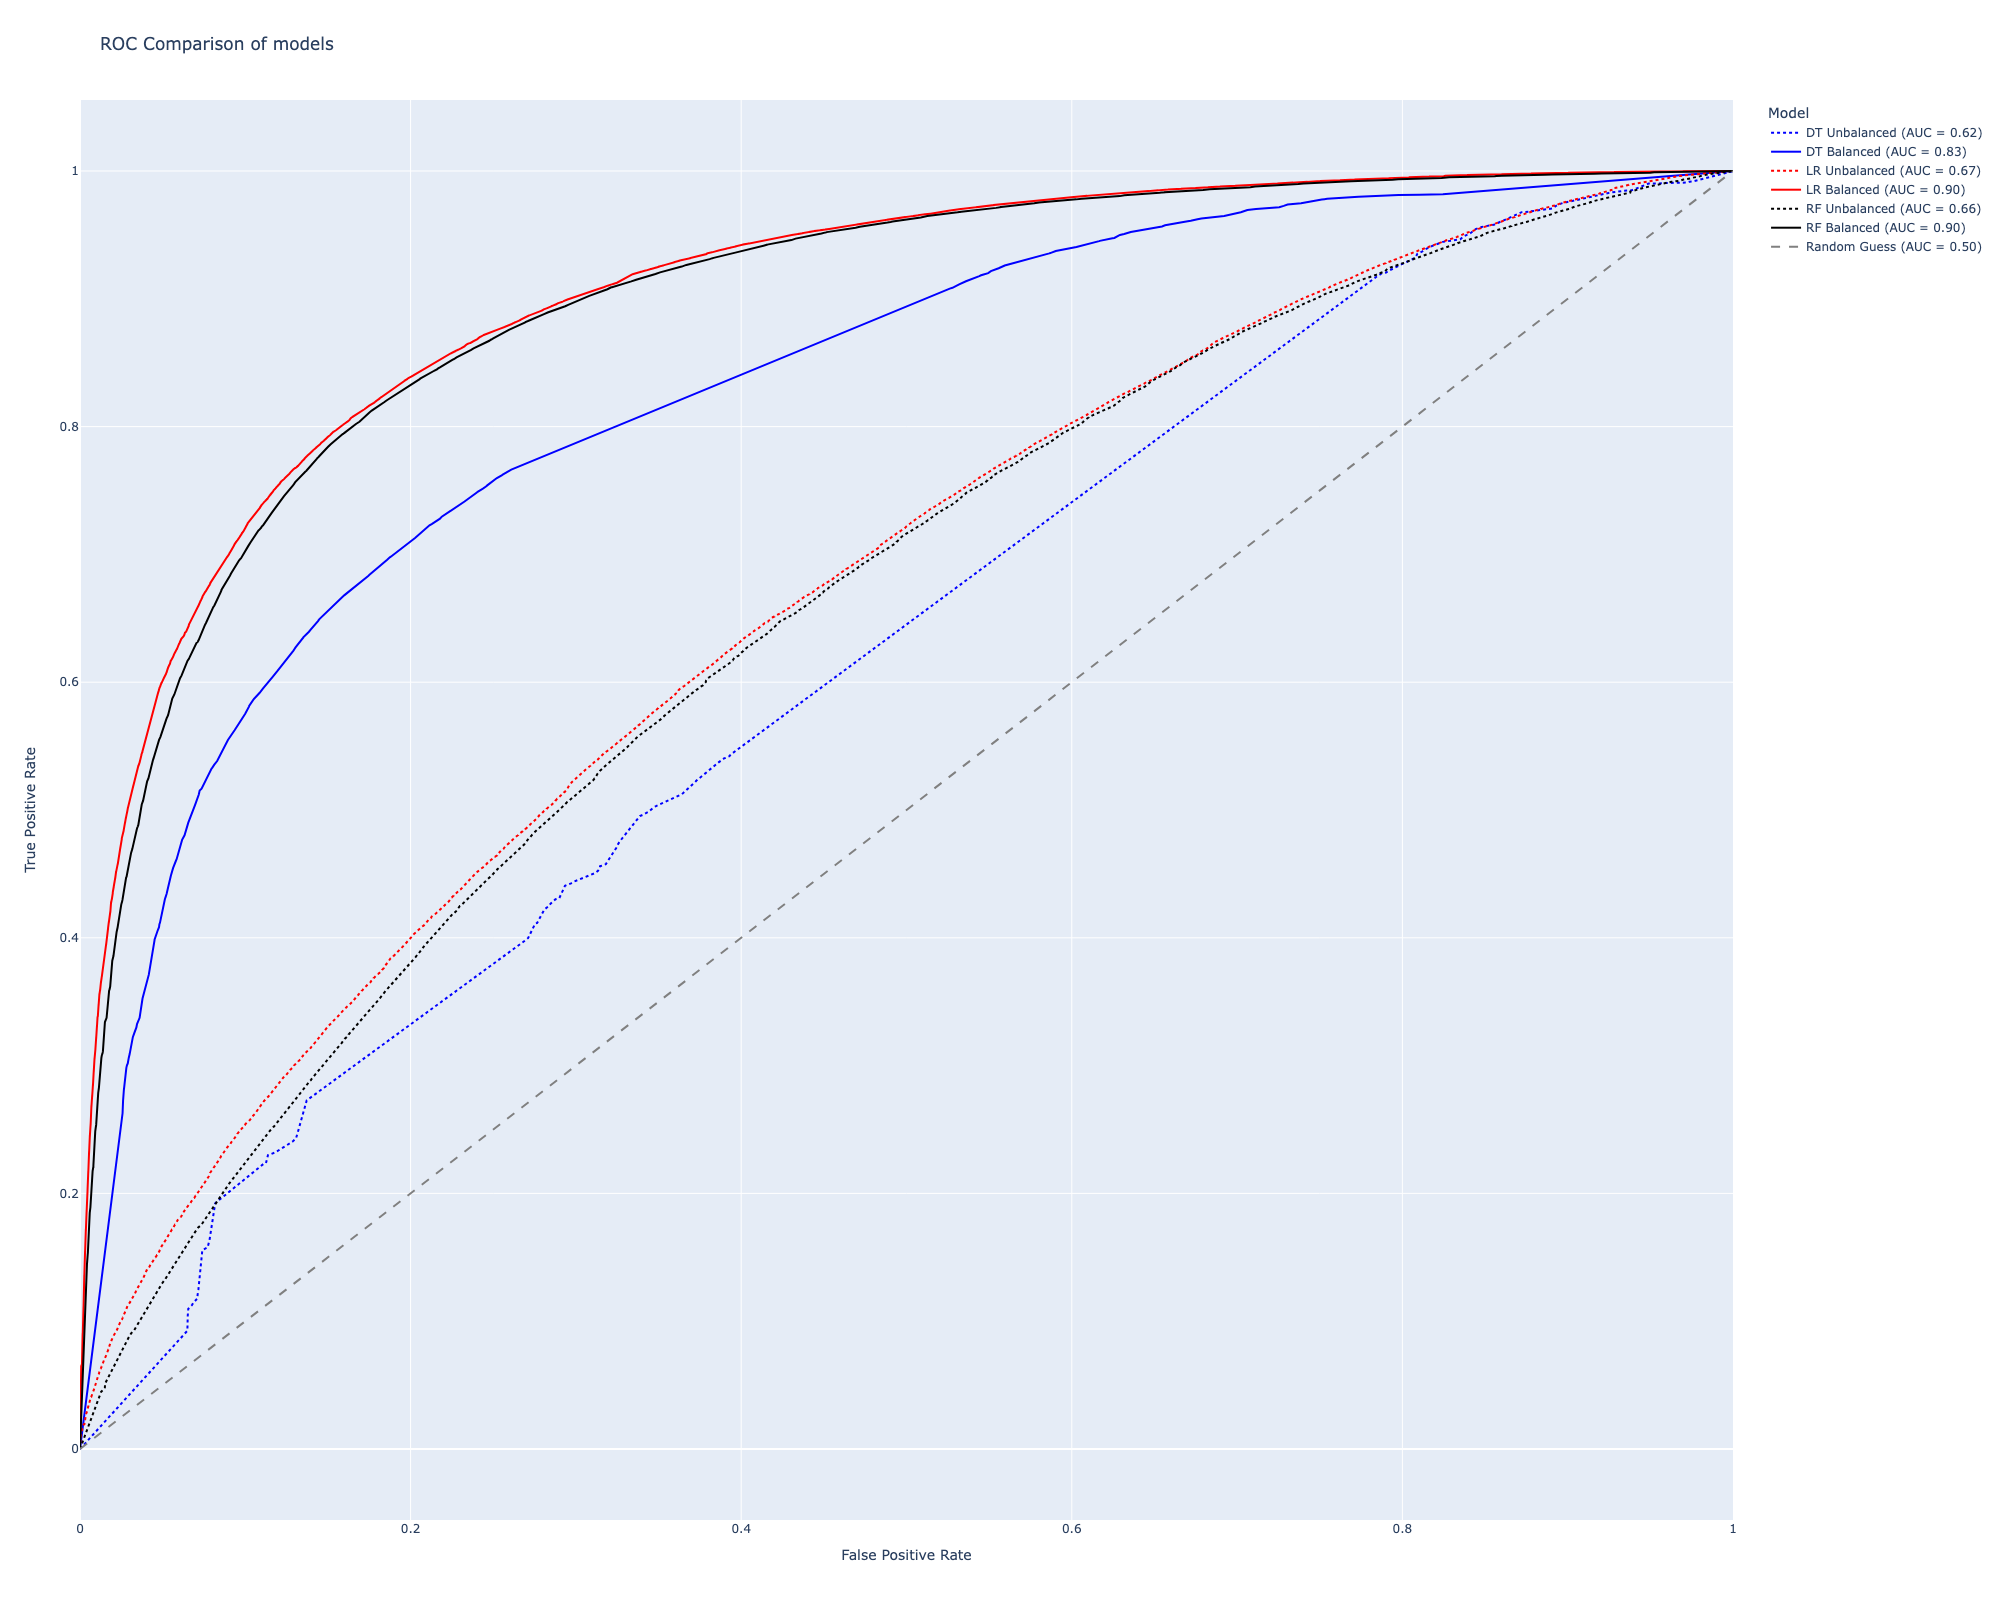 ROC Comparison of models
Model
DT Unbalanced (AUC = 0.62)
DT Balanced (AUC = 0.83)
LR Unbalanced (AUC = 0.67)
LR Balanced (AUC = 0.90)
RF Unbalanced (AUC = 0.66)
RF Balanced (AUC = 0.90)
Random Guess (AUC = 0.50)
True Positive Rate
1
0.8
0.6
0.4
0.2
0
0 0.2 0.4 0.6 0.8 1
False Positive Rate